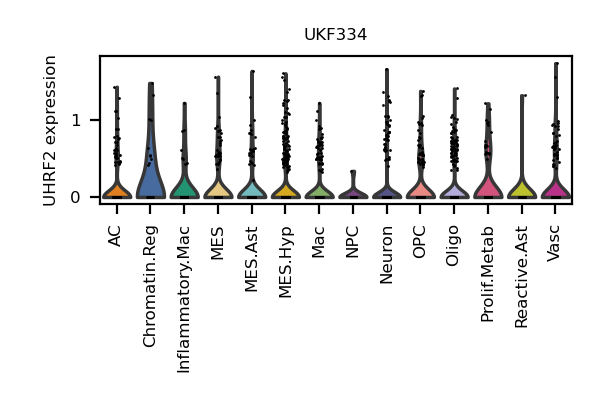 UKF334
UHRF2 expression
1
0
AC
Chromatin.Reg
Inflammatory.Mac
MES
MES.Ast
MES.Hyp
Mac
NPC
Neuron
OPC
Oligo
Prolif.Metab
Reactive.Ast
Vasc